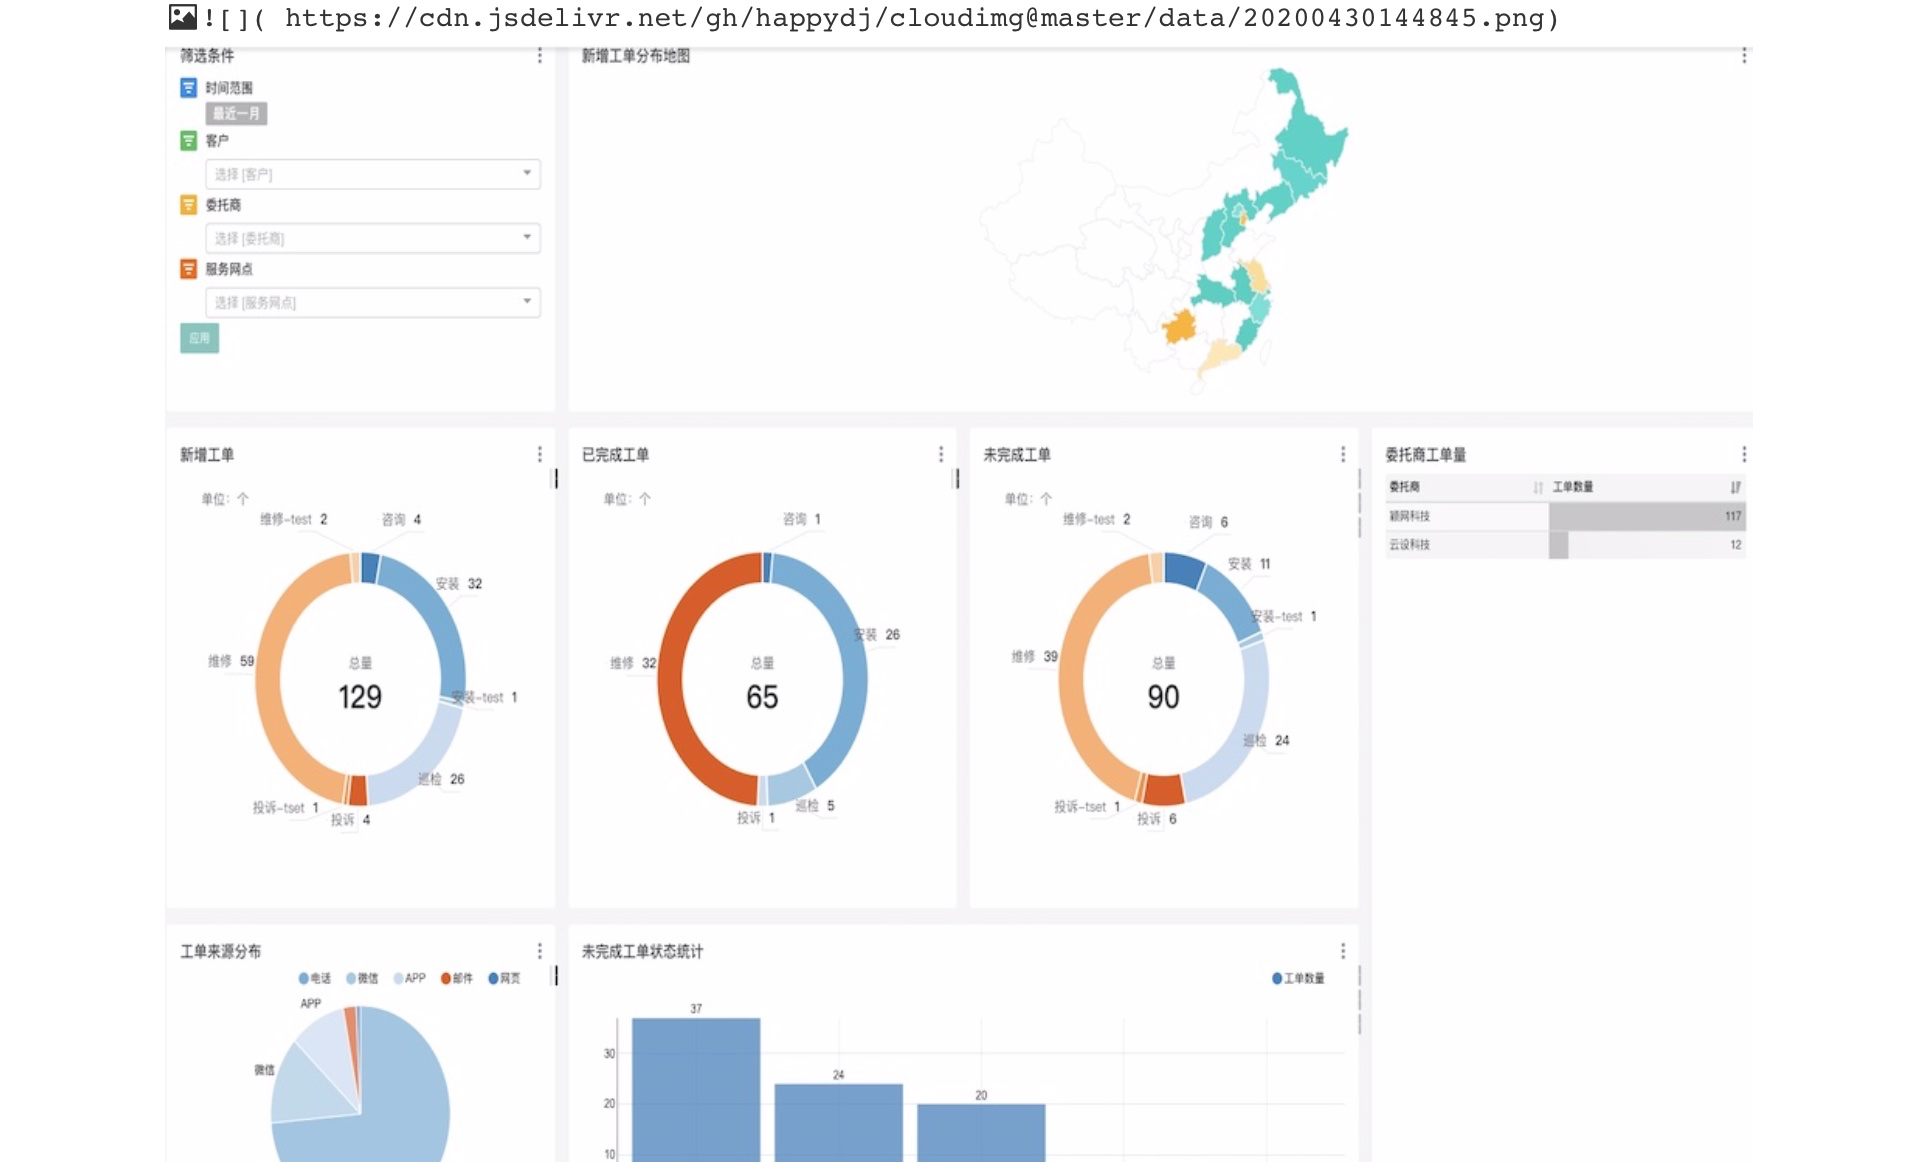 ![]( https://cdn.jsdelivr.net/gh/happydj/cloudimg@master/data/20200430144845.png)
筛选条件
时间范围
最近一月
客户
选择 [客户]
委托商
选择 [委托商]
服务网点
选择 [服务网点]
应用
新增工单分布地图
新增工单
单位: 个
维修-test 2
咨询 4
安装 32
维修 59
总量
129
安装-test 1
巡检 26
投诉-tset 1
投诉 4
已完成工单
单位: 个
咨询 1
安装 26
维修 32
总量
65
巡检 5
投诉 1
未完成工单
单位: 个
维修-test 2
咨询 6
安装 11
安装-test 1
维修 39
总量
90
巡检 24
投诉-tset 1
投诉 6
委托商工单量
委托商 工单数量
颖网科技 117
云设科技 12
工单来源分布
电话 微信 APP 邮件 网页
APP
微信
未完成工单状态统计
工单数量
37
30
24
20
20
10